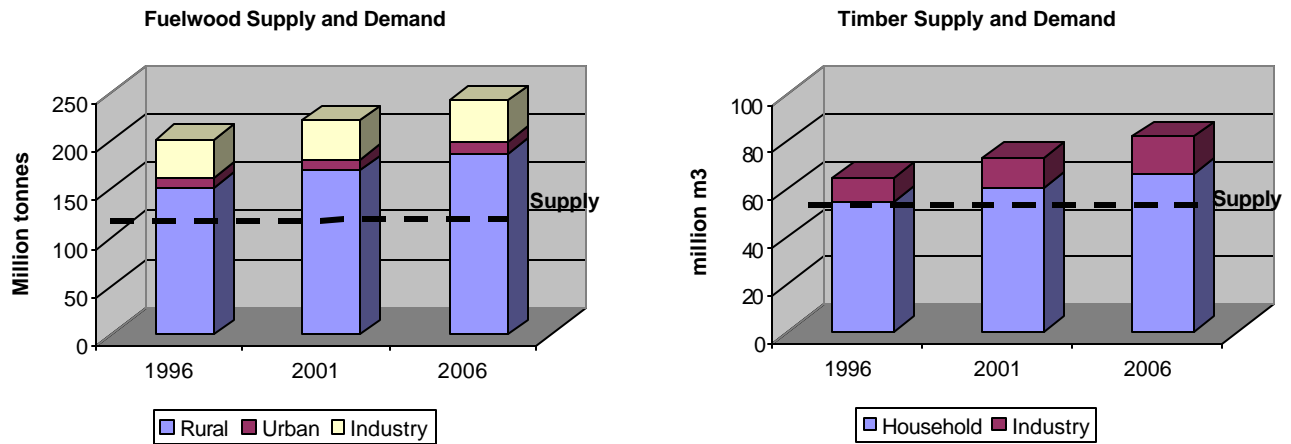 Fuelwood Supply and Demand
250
200
150
100
50
0
Million tonnes
Supply
1996 2001 2006
Rural Urban Industry
Timber Supply and Demand
100
80
60
40
20
0
million m3
Supply
1996 2001 2006
Household Industry